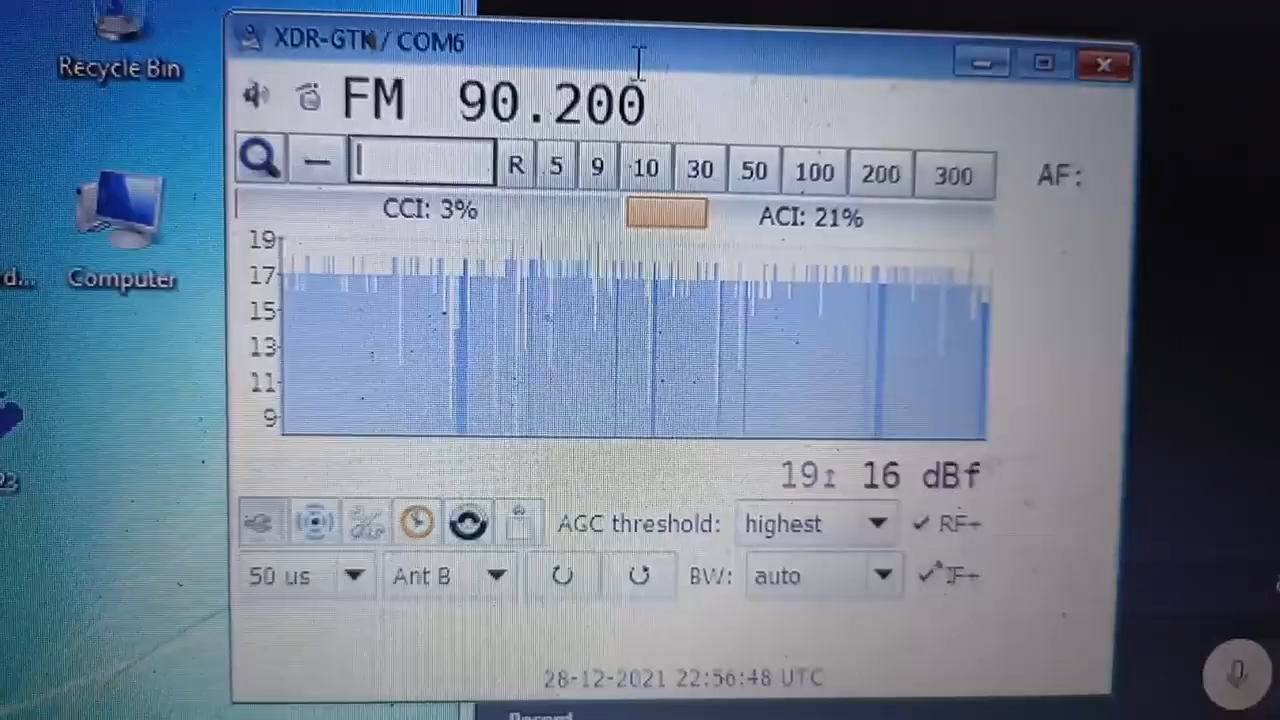 Recycle Bin
Computer
d...
XDR-GTK / COM6
FM 90.200
R 5 9 10 30 50 100 200 300
AF:
CCI: 3%
ACI: 21%
19
17
15
13
11
9
19↕ 16 dBf
AGC threshold: highest
RF+
50 us
Ant B
BW: auto
IF+
28-12-2021 22:56:48 UTC
Record